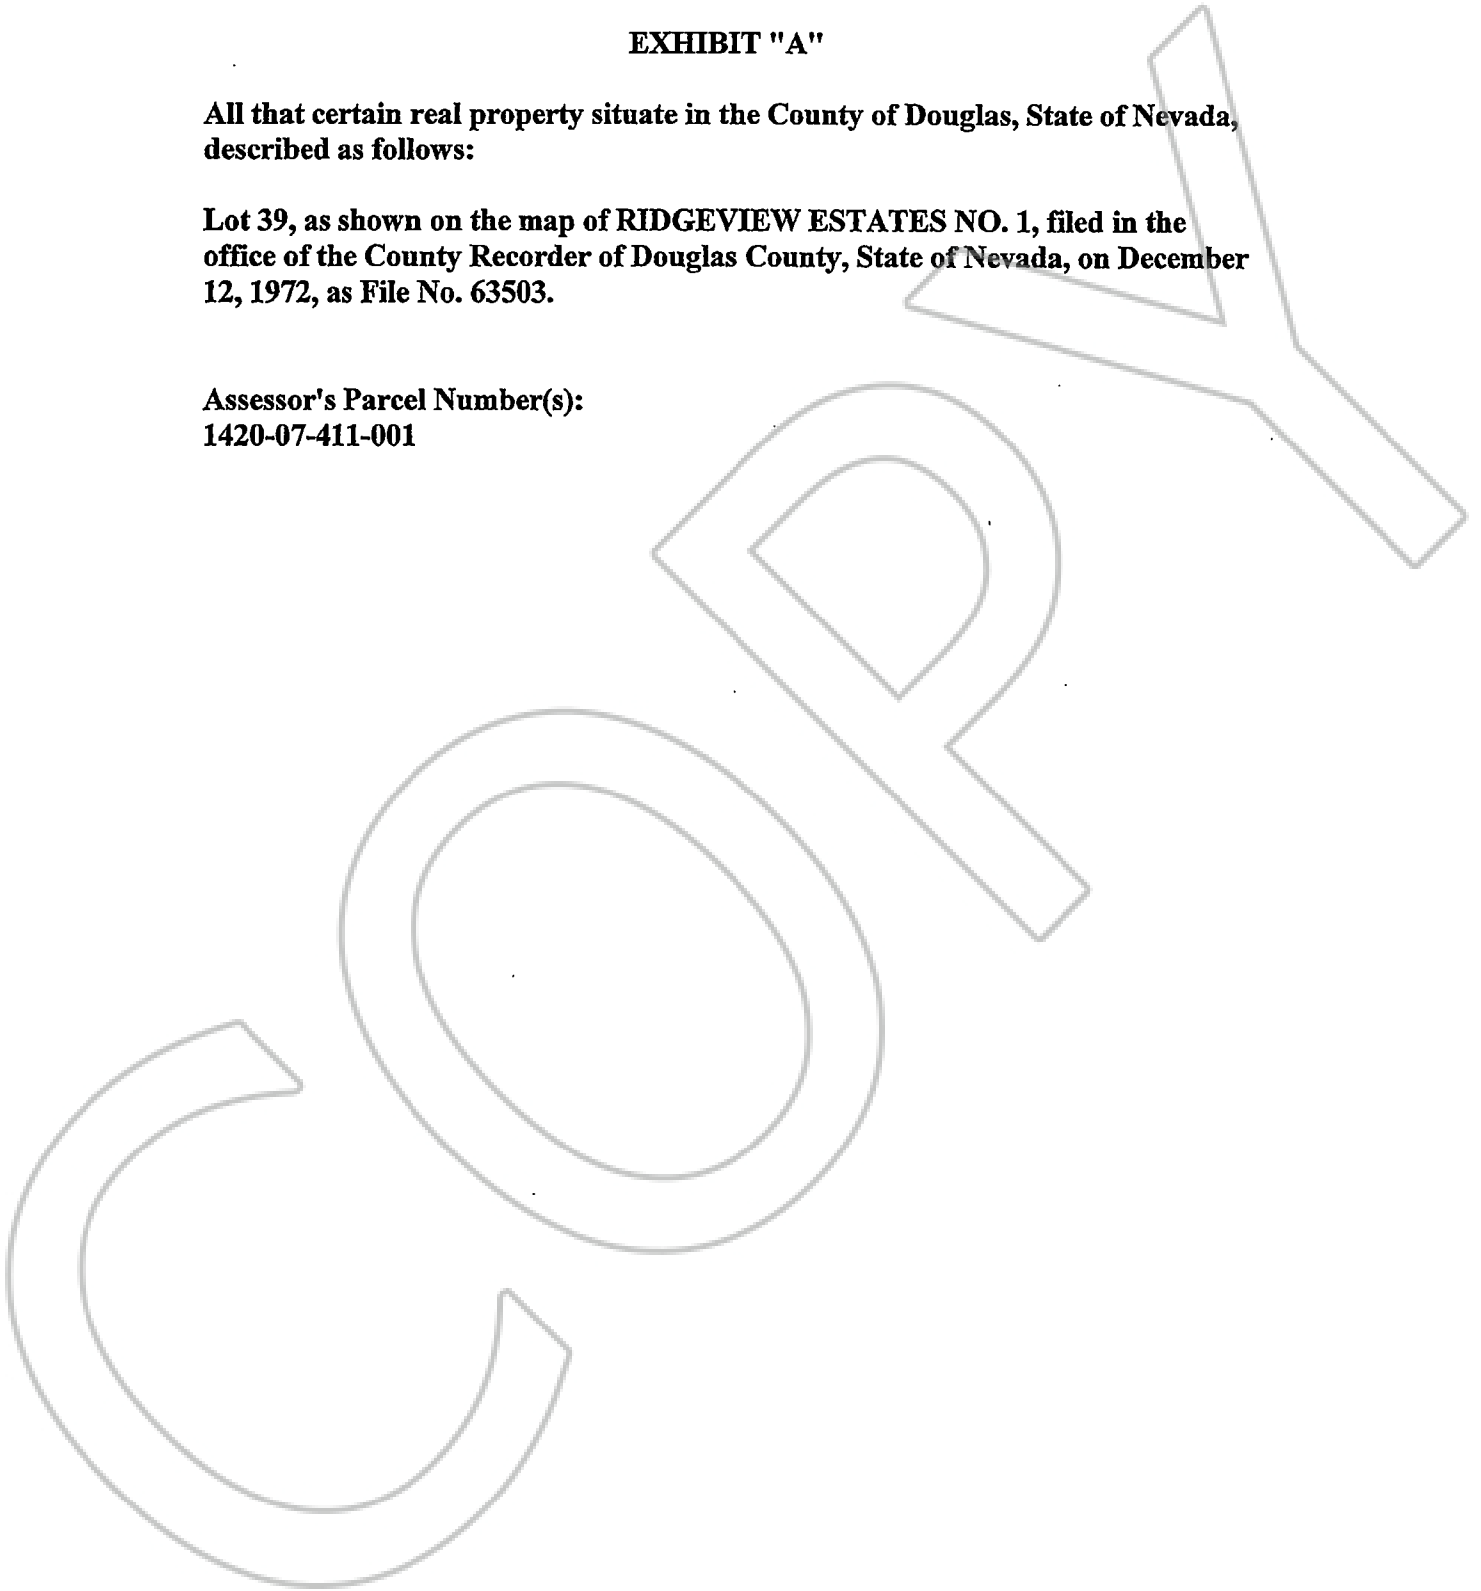 EXHIBIT "A"
All that certain real property situate in the County of Douglas, State of Nevada,
described as follows:
Lot 39, as shown on the map of RIDGEVIEW ESTATES NO. 1, filed in the
office of the County Recorder of Douglas County, State of Nevada, on December
12, 1972, as File No. 63503.
Assessor's Parcel Number(s):
1420-07-411-001
COPY